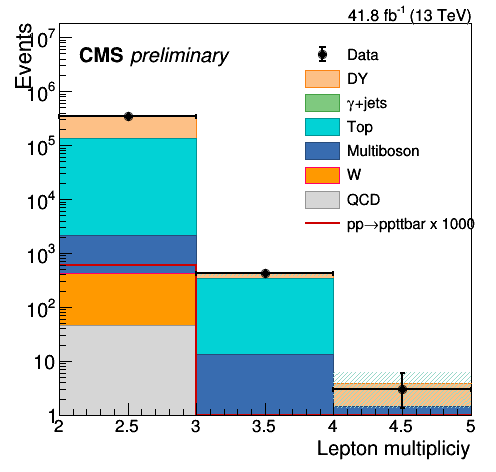 41.8 fb⁻¹ (13 TeV)
Events
CMS preliminary
Data
DY
γ+jets
Top
Multiboson
W
QCD
pp→ppttbar x 1000
10⁷
10⁶
10⁵
10⁴
10³
10²
10
1
2 2.5 3 3.5 4 4.5 5
Lepton multipliciy